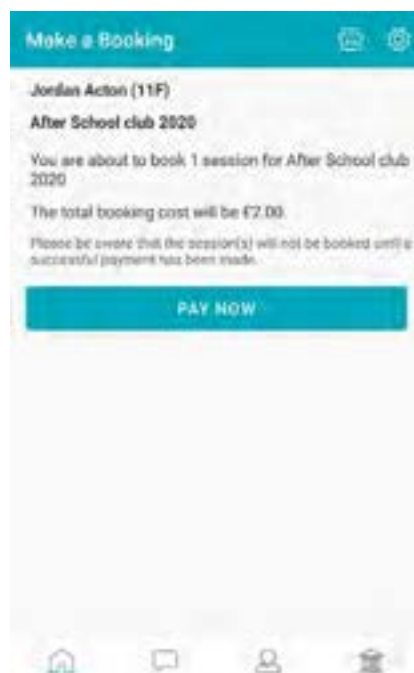 Make a Booking
Jordan Acton (11F)
After School club 2020
You are about to book 1 session for After School club
2020
The total booking cost will be £2.00
Please be aware that the session(s) will not be booked until a
successful payment has been made.
PAY NOW